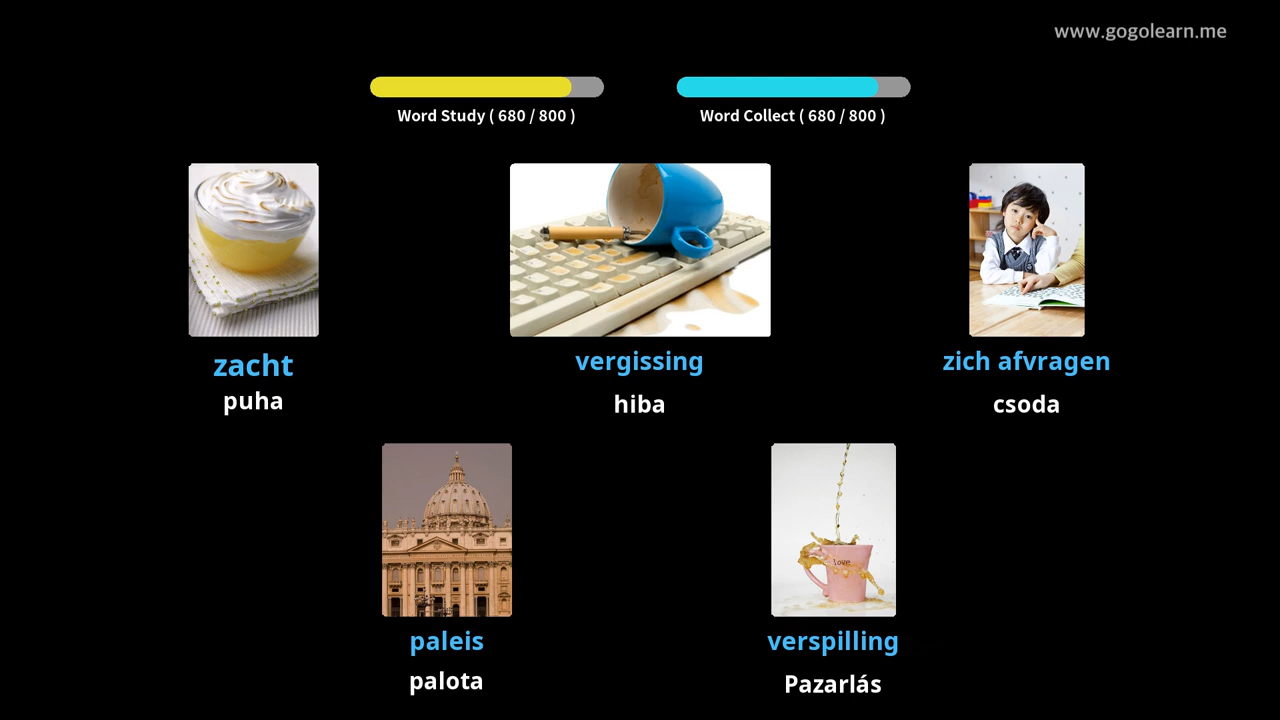 www.gogolearn.me
Word Study ( 680 / 800 )
Word Collect ( 680 / 800 )
zacht
puha
vergissing
hiba
zich afvragen
csoda
love
paleis
palota
verspilling
Pazarlás